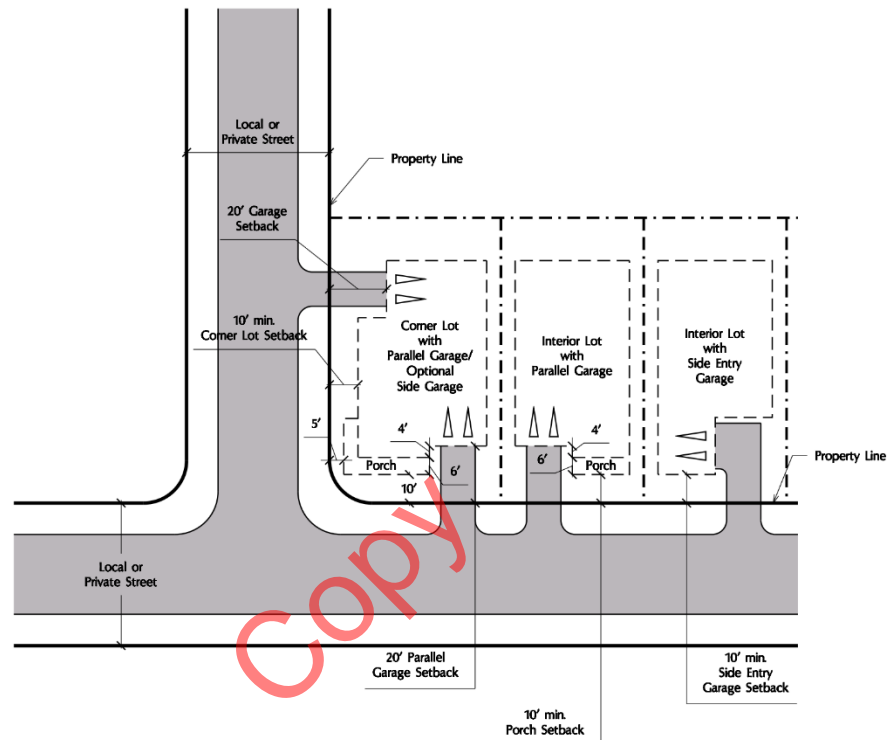 Local or
Private Street
Property Line
20' Garage
Setback
10' min.
Corner Lot Setback
Corner Lot
with
Parallel Garage/
Optional
Side Garage
Interior Lot
with
Parallel Garage
Interior Lot
with
Side Entry
Garage
5'
4'
4'
Porch
6'
6'
Porch
10'
Property Line
Local or
Private Street
Copy
20' Parallel
Garage Setback
10' min.
Side Entry
Garage Setback
10' min.
Porch Setback